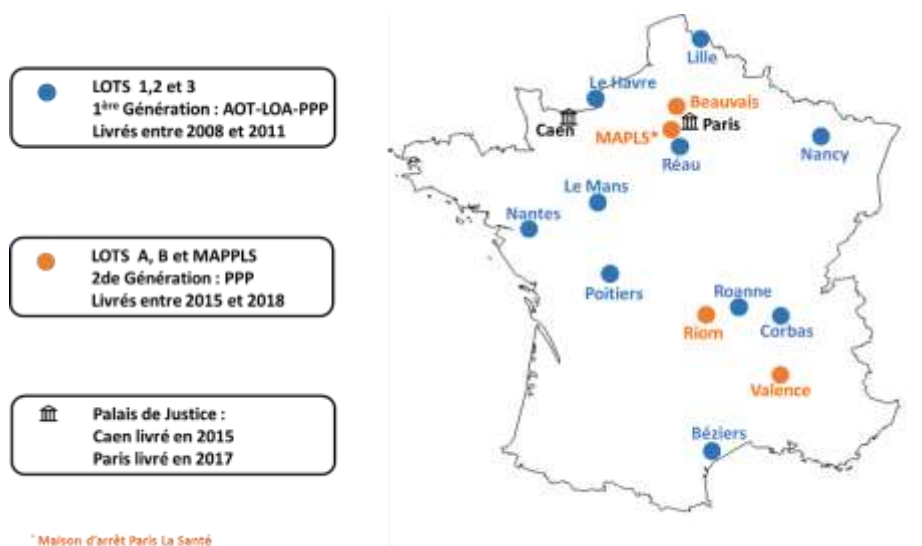 LOTS 1,2 et 3
1ère Génération : AOT-LOA-PPP
Livrés entre 2008 et 2011
LOTS A, B et MAPPLS
2de Génération : PPP
Livrés entre 2015 et 2018
Palais de Justice :
Caen livré en 2015
Paris livré en 2017
* Maison d'arrêt Paris La Santé
Lille
Le Havre
Beauvais
Caen
Paris
MAPLS*
Réau
Nancy
Le Mans
Nantes
Poitiers
Roanne
Riom
Corbas
Valence
Béziers